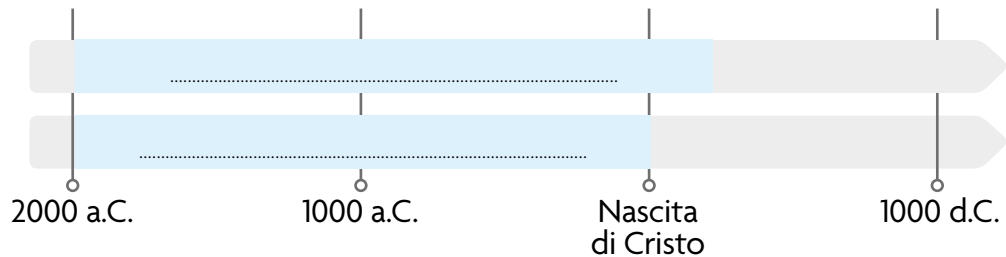 2000 a.C.
1000 a.C.
Nascita
di Cristo
1000 d.C.